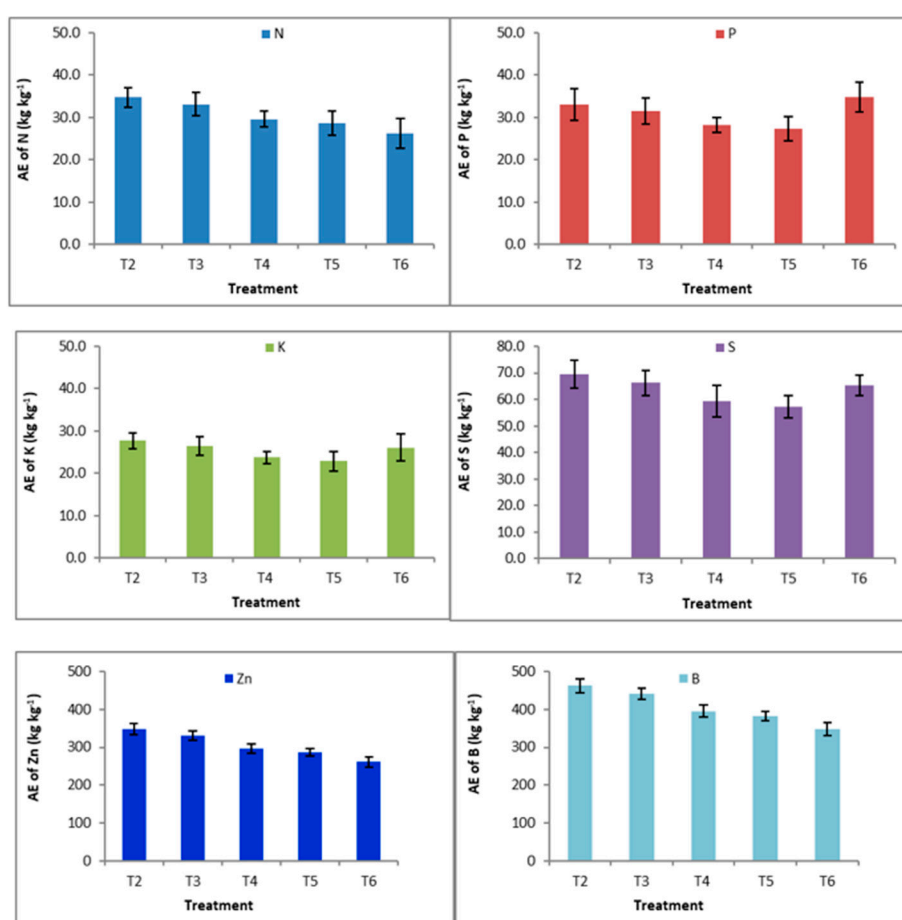 N
AE of N (kg kg⁻¹)
50.0
40.0
30.0
20.0
10.0
0.0
T2 T3 T4 T5 T6
Treatment
P
AE of P (kg kg⁻¹)
50.0
40.0
30.0
20.0
10.0
0.0
T2 T3 T4 T5 T6
Treatment
K
AE of K (kg kg⁻¹)
50.0
40.0
30.0
20.0
10.0
0.0
T2 T3 T4 T5 T6
Treatment
S
AE of S (kg kg⁻¹)
80.0
70.0
60.0
50.0
40.0
30.0
20.0
10.0
0.0
T2 T3 T4 T5 T6
Treatment
Zn
AE of Zn (kg kg⁻¹)
500
400
300
200
100
0
T2 T3 T4 T5 T6
Treatment
B
AE of B (kg kg⁻¹)
500
400
300
200
100
0
T2 T3 T4 T5 T6
Treatment